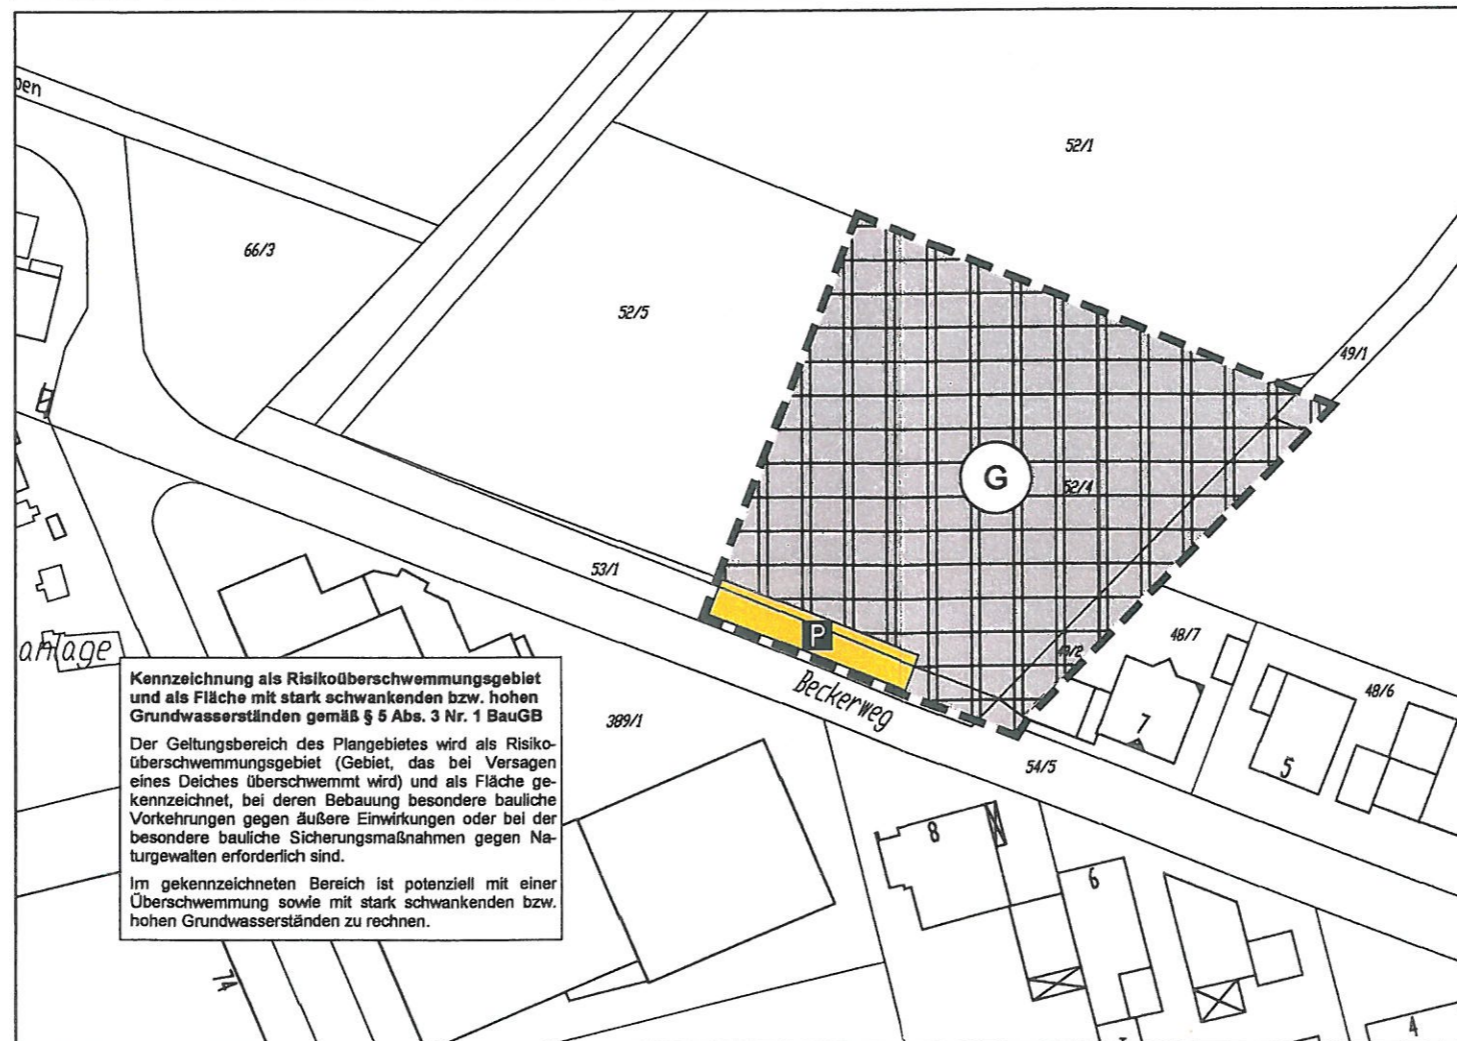 pen
52/1
66/3
52/5
49/1
G
52/4
53/1
P
49/2
48/7
48/6
Beckerweg
7
5
anlage
389/1
54/5
Kennzeichnung als Risikoüberschwemmungsgebiet
und als Fläche mit stark schwankenden bzw. hohen
Grundwasserständen gemäß § 5 Abs. 3 Nr. 1 BauGB
Der Geltungsbereich des Plangebietes wird als Risiko-
überschwemmungsgebiet (Gebiet, das bei Versagen
eines Deiches überschwemmt wird) und als Fläche ge-
kennzeichnet, bei deren Bebauung besondere bauliche
Vorkehrungen gegen äußere Einwirkungen oder bei der
besondere bauliche Sicherungsmaßnahmen gegen Na-
turgewalten erforderlich sind.
Im gekennzeichneten Bereich ist potenziell mit einer
Überschwemmung sowie mit stark schwankenden bzw.
hohen Grundwasserständen zu rechnen.
8
6
74
4